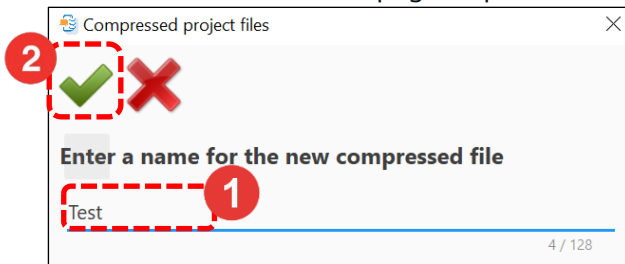 Compressed project files
2
Enter a name for the new compressed file
1
Test
4 / 128